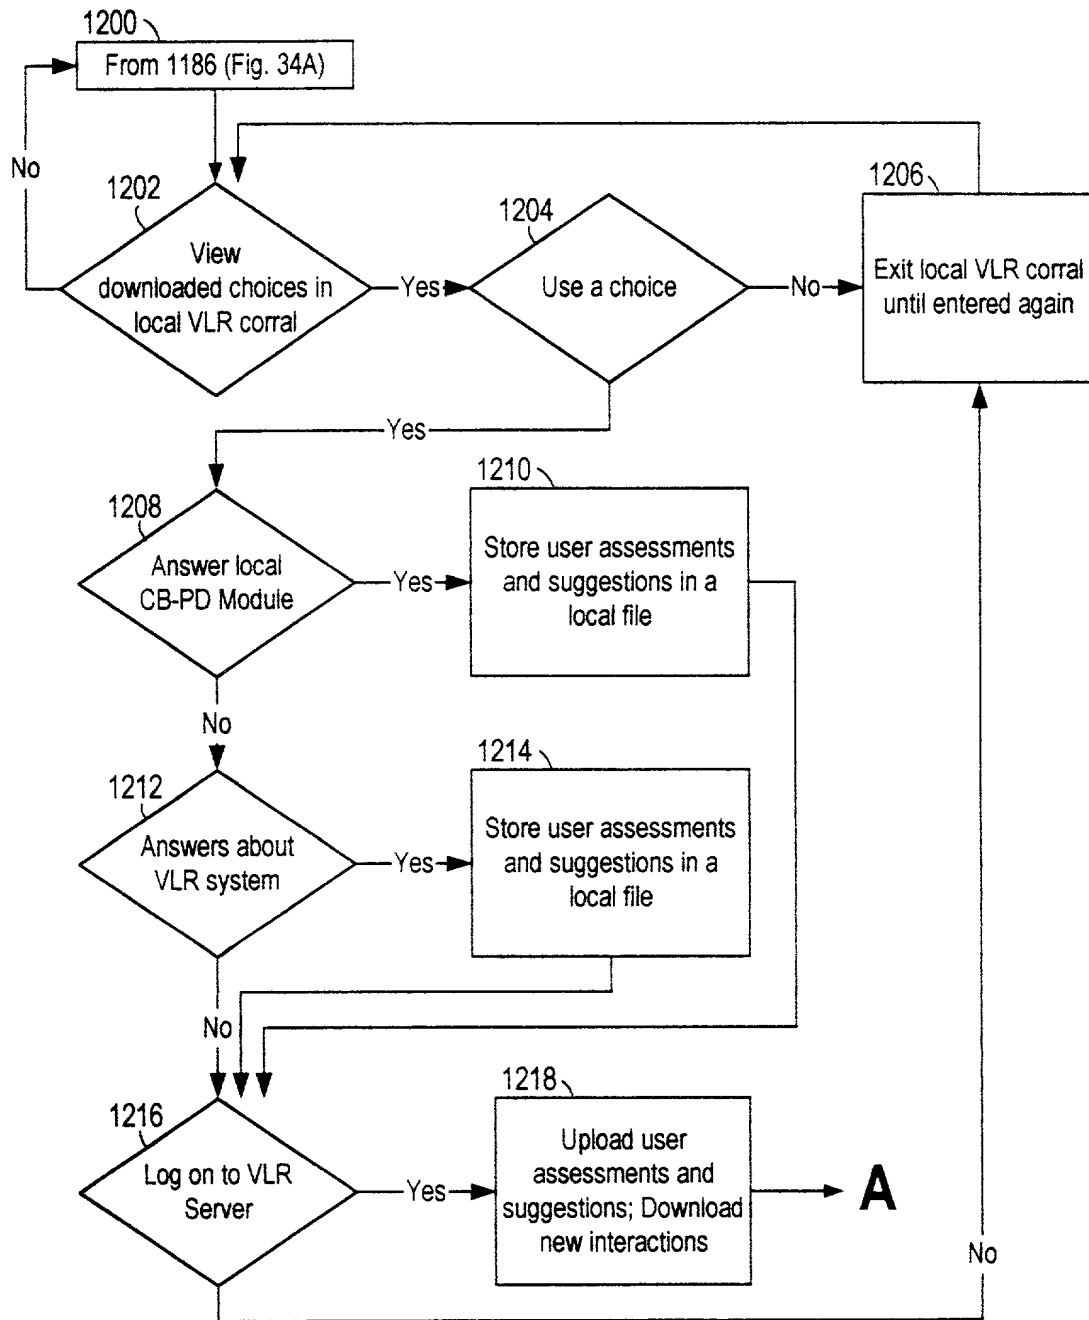 1200
From 1186 (Fig. 34A)
No
1202
View
downloaded choices in
local VLR corral
Yes
1204
Use a choice
No
1206
Exit local VLR corral
until entered again
Yes
1208
Answer local
CB-PD Module
Yes
1210
Store user assessments
and suggestions in a
local file
No
1212
Answers about
VLR system
Yes
1214
Store user assessments
and suggestions in a
local file
No
1216
Log on to VLR
Server
Yes
1218
Upload user
assessments and
suggestions; Download
new interactions
A
No